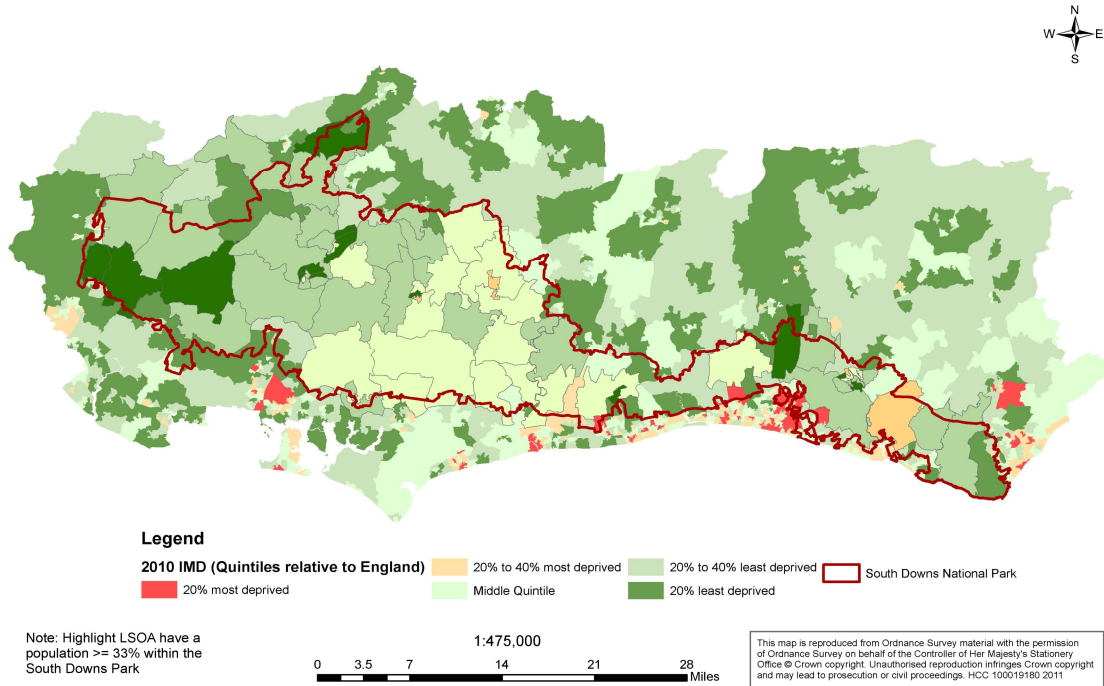 N
W E
S
Legend
2010 IMD (Quintiles relative to England)
20% most deprived
20% to 40% most deprived
Middle Quintile
20% to 40% least deprived
20% least deprived
South Downs National Park
Note: Highlight LSOA have a
population >= 33% within the
South Downs Park
1:475,000
0 3.5 7 14 21 28
Miles
This map is reproduced from Ordnance Survey material with the permission
of Ordnance Survey on behalf of the Controller of Her Majesty's Stationery
Office © Crown copyright. Unauthorised reproduction infringes Crown copyright
and may lead to prosecution or civil proceedings. HCC 100019180 2011